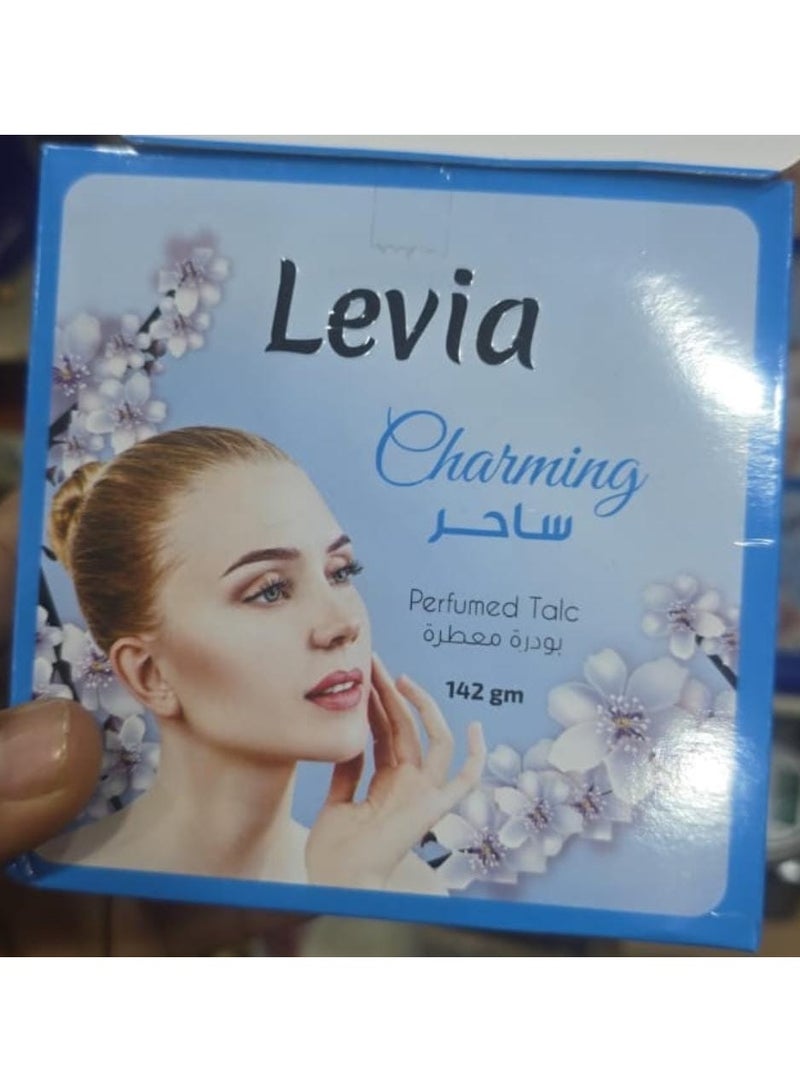 Levia
Charming
ساحر
Perfumed Talc
بودرة معطرة
142 gm